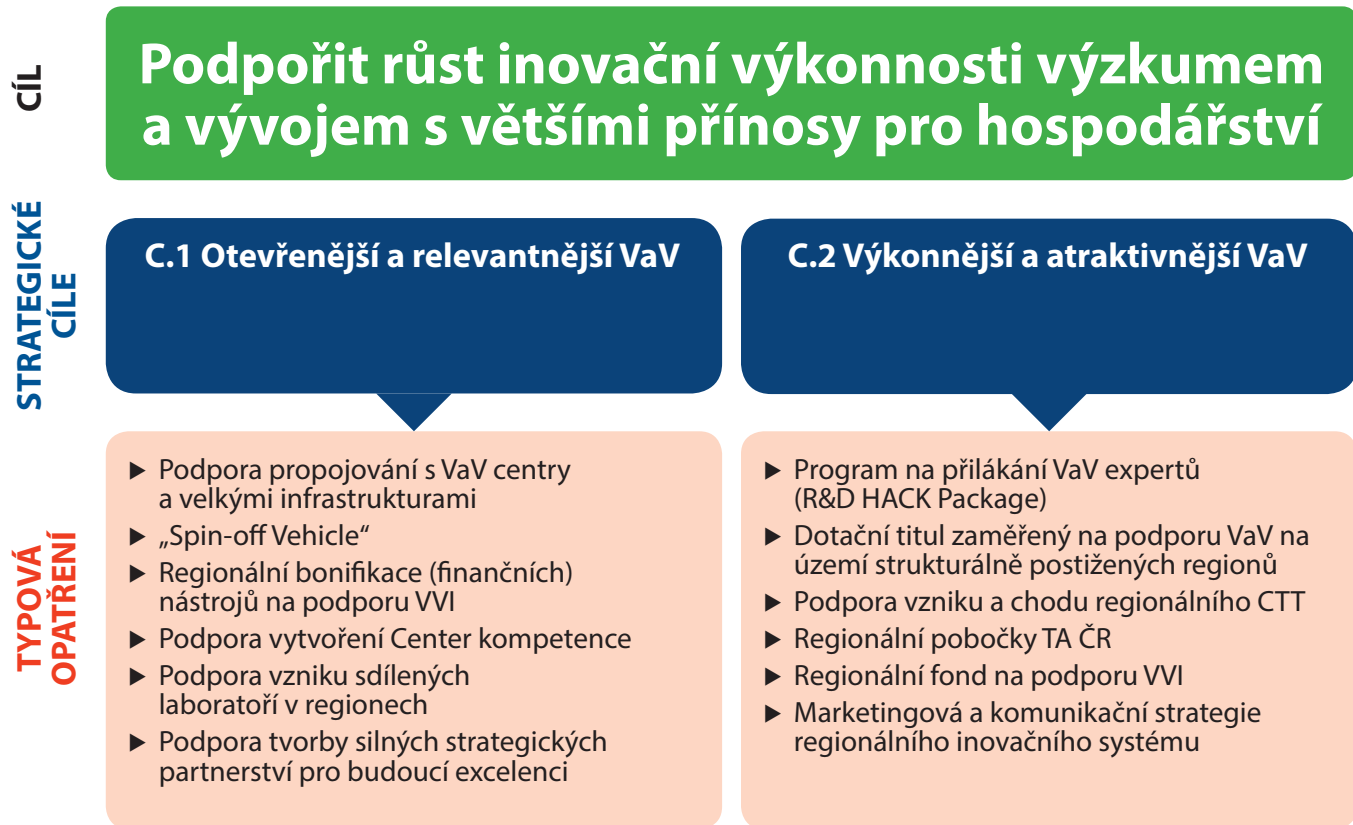 CÍL
Podpořit růst inovační výkonnosti výzkumem
a vývojem s většími přínosy pro hospodářství
STRATEGICKÉ
CÍLE
C.1 Otevřenější a relevantnější VaV
C.2 Výkonnější a atraktivnější VaV
TYPOVÁ
OPATŘENÍ
► Podpora propojování s VaV centry
a velkými infrastrukturami
► „Spin-off Vehicle“
► Regionální bonifikace (finančních)
nástrojů na podporu VVI
► Podpora vytvoření Center kompetence
► Podpora vzniku sdílených
laboratoří v regionech
► Podpora tvorby silných strategických
partnerství pro budoucí excelenci
► Program na přilákání VaV expertů
(R&D HACK Package)
► Dotační titul zaměřený na podporu VaV na
území strukturálně postižených regionů
► Podpora vzniku a chodu regionálního CTT
► Regionální pobočky TA ČR
► Regionální fond na podporu VVI
► Marketingová a komunikační strategie
regionálního inovačního systému